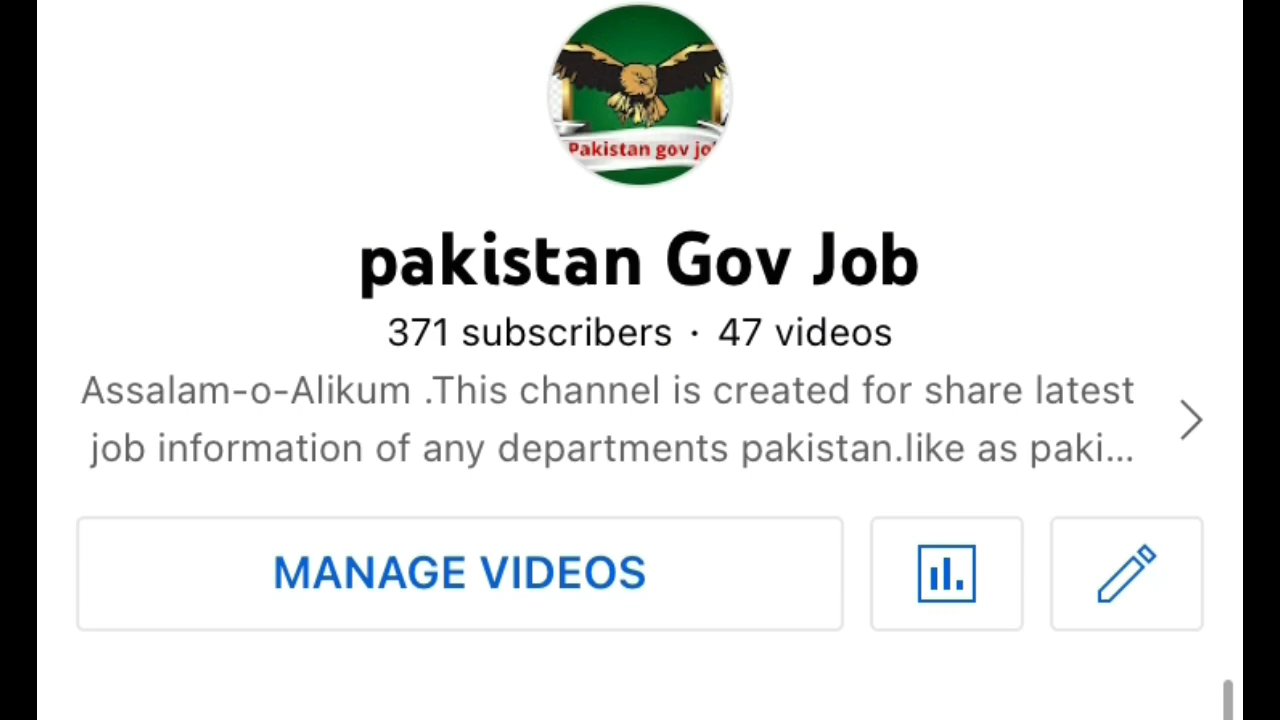 Pakistan gov jo
pakistan Gov Job
371 subscribers · 47 videos
Assalam-o-Alikum .This channel is created for share latest
job information of any departments pakistan.like as paki...
MANAGE VIDEOS